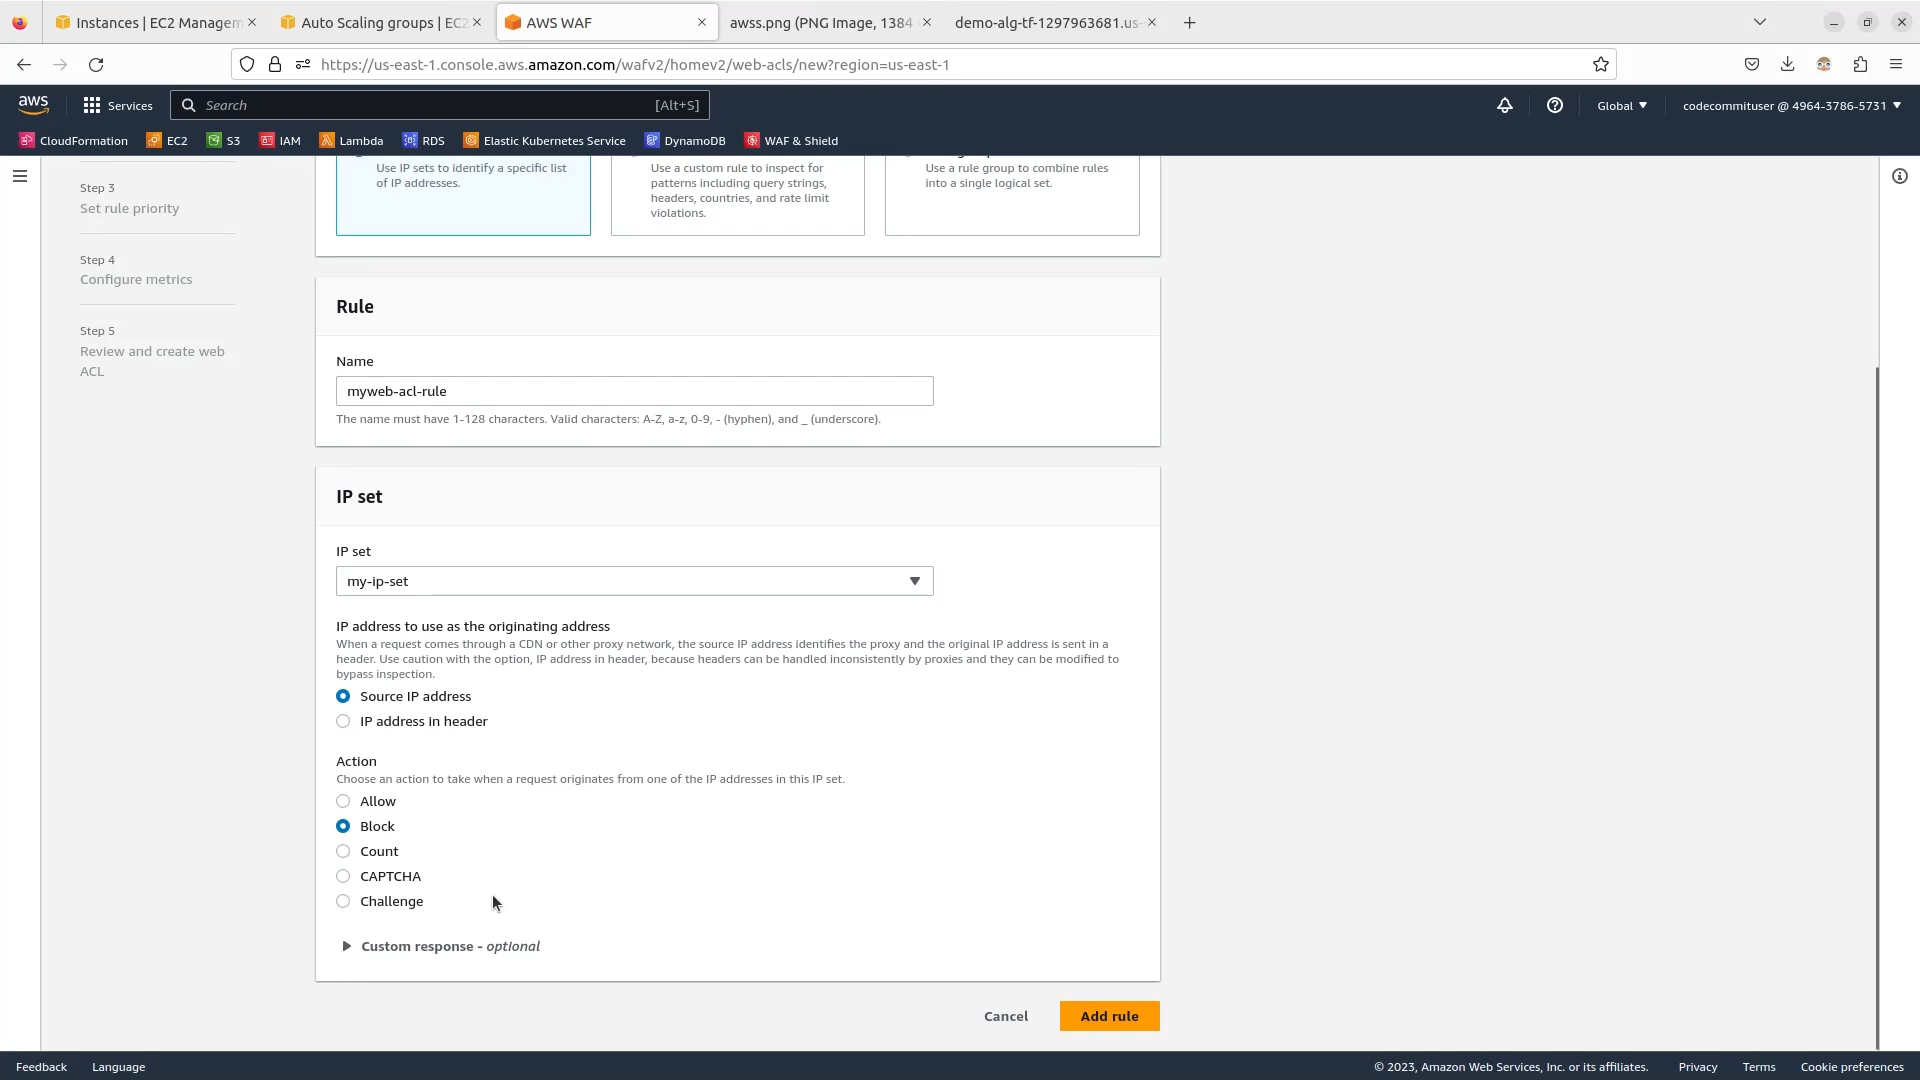 Instances | EC2 Managem
Auto Scaling groups | EC2
AWS WAF
awss.png (PNG Image, 1384
demo-alg-tf-1297963681.us-
https://us-east-1.console.aws.amazon.com/wafv2/homev2/web-acls/new?region=us-east-1
aws
Services
Search
[Alt+S]
Global
codecommituser @ 4964-3786-5731
CloudFormation
EC2
S3
IAM
Lambda
RDS
Elastic Kubernetes Service
DynamoDB
WAF & Shield
Step 3
Set rule priority
Step 4
Configure metrics
Step 5
Review and create web
ACL
Use IP sets to identify a specific list
of IP addresses.
Use a custom rule to inspect for
patterns including query strings,
headers, countries, and rate limit
violations.
Use a rule group to combine rules
into a single logical set.
Rule
Name
myweb-acl-rule
The name must have 1-128 characters. Valid characters: A-Z, a-z, 0-9, - (hyphen), and _ (underscore).
IP set
IP set
my-ip-set
IP address to use as the originating address
When a request comes through a CDN or other proxy network, the source IP address identifies the proxy and the original IP address is sent in a
header. Use caution with the option, IP address in header, because headers can be handled inconsistently by proxies and they can be modified to
bypass inspection.
Source IP address
IP address in header
Action
Choose an action to take when a request originates from one of the IP addresses in this IP set.
Allow
Block
Count
CAPTCHA
Challenge
Custom response - optional
Cancel
Add rule
Feedback
Language
© 2023, Amazon Web Services, Inc. or its affiliates.
Privacy
Terms
Cookie preferences